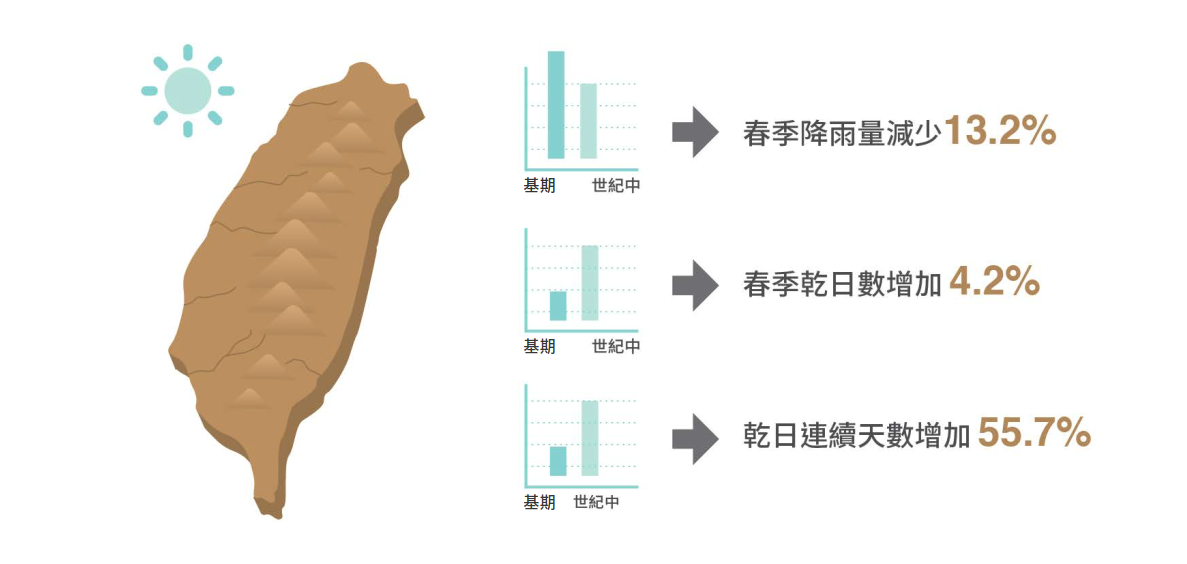 春季降雨量減少13.2%
基期 世紀中
春季乾日數增加 4.2%
基期 世紀中
乾日連續天數增加 55.7%
基期 世紀中